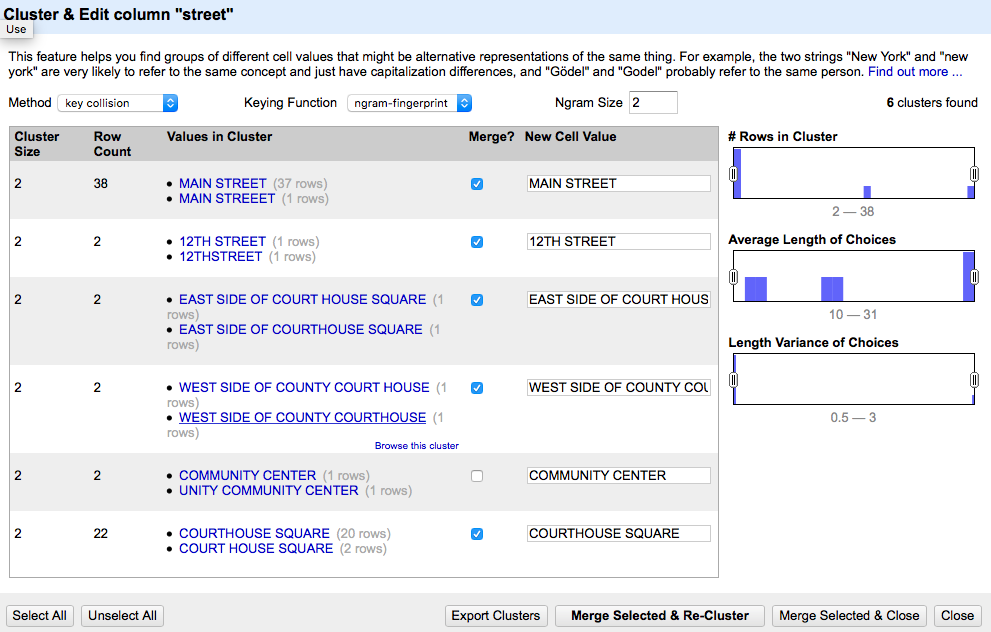 Cluster & Edit column "street"
Use
This feature helps you find groups of different cell values that might be alternative representations of the same thing. For example, the two strings "New York" and "new
york" are very likely to refer to the same concept and just have capitalization differences, and "Gödel" and "Godel" probably refer to the same person. Find out more ...
Method key collision Keying Function ngram-fingerprint Ngram Size 2 6 clusters found
Cluster Size Row Count Values in Cluster Merge? New Cell Value
2 38 • MAIN STREET (37 rows) MAIN STREET
• MAIN STREEET (1 rows)
2 2 • 12TH STREET (1 rows) 12TH STREET
• 12THSTREET (1 rows)
2 2 • EAST SIDE OF COURT HOUSE SQUARE (1 EAST SIDE OF COURT HOUS
rows)
• EAST SIDE OF COURTHOUSE SQUARE (1
rows)
2 2 • WEST SIDE OF COUNTY COURT HOUSE (1 WEST SIDE OF COUNTY COU
rows)
• WEST SIDE OF COUNTY COURTHOUSE (1
rows)
Browse this cluster
2 2 • COMMUNITY CENTER (1 rows) COMMUNITY CENTER
• UNITY COMMUNITY CENTER (1 rows)
2 22 • COURTHOUSE SQUARE (20 rows) COURTHOUSE SQUARE
• COURT HOUSE SQUARE (2 rows)
# Rows in Cluster
2 — 38
Average Length of Choices
10 — 31
Length Variance of Choices
0.5 — 3
Select All Unselect All Export Clusters Merge Selected & Re-Cluster Merge Selected & Close Close